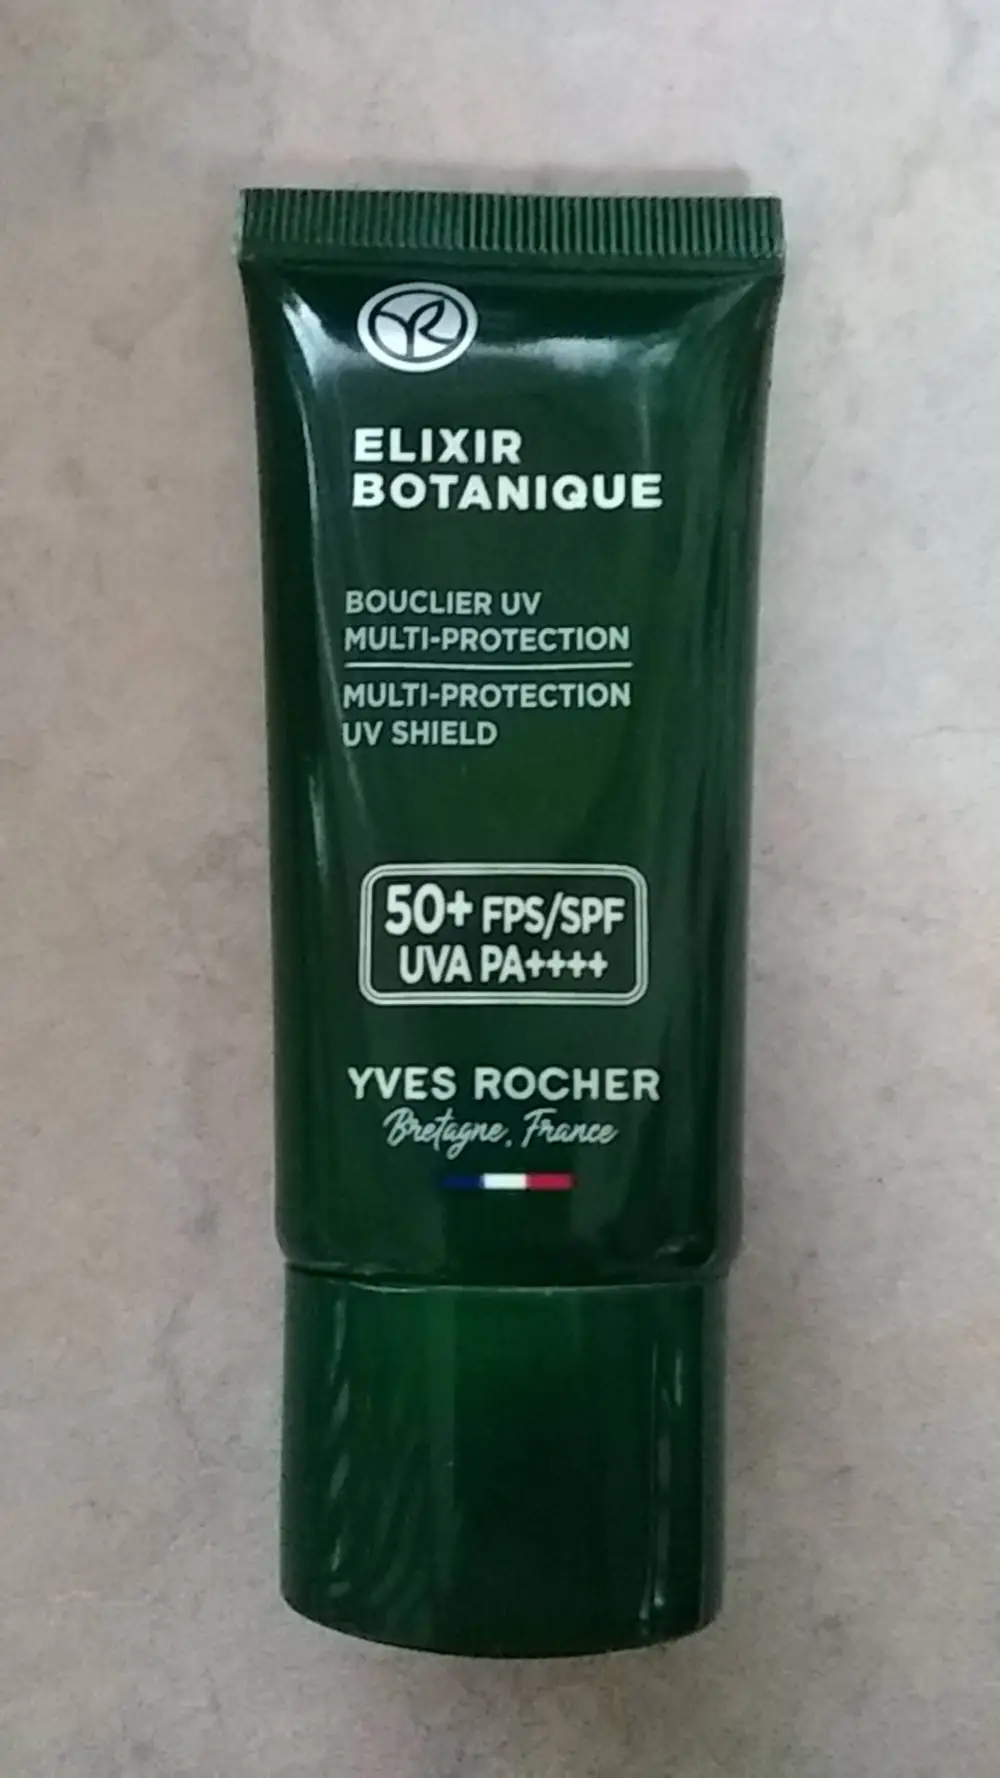 YR
ELIXIR
BOTANIQUE
BOUCLIER UV
MULTI-PROTECTION
MULTI-PROTECTION
UV SHIELD
50+ FPS/SPF
UVA PA++++
YVES ROCHER
Bretagne, France